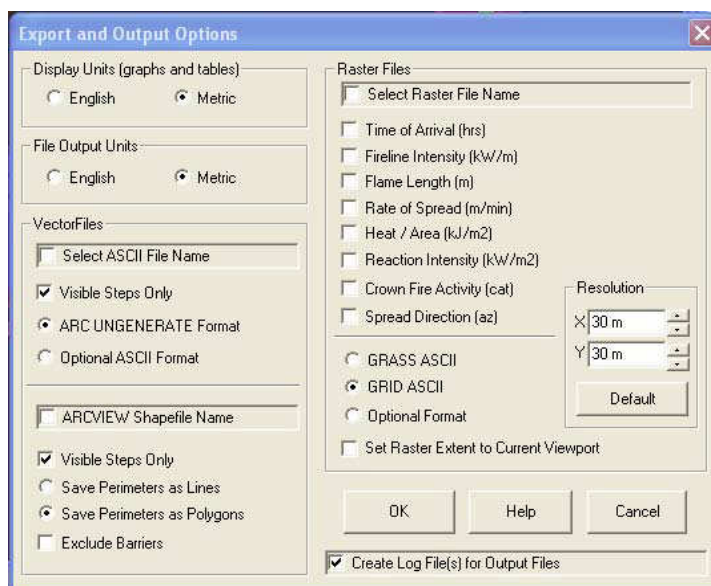 Export and Output Options
Display Units (graphs and tables)
English Metric
File Output Units
English Metric
VectorFiles
Select ASCII File Name
Visible Steps Only
ARC UNGENERATE Format
Optional ASCII Format
ARCVIEW Shapefile Name
Visible Steps Only
Save Perimeters as Lines
Save Perimeters as Polygons
Exclude Barriers
Raster Files
Select Raster File Name
Time of Arrival (hrs)
Fireline Intensity (kW/m)
Flame Length (m)
Rate of Spread (m/min)
Heat / Area (kJ/m2)
Reaction Intensity (kW/m2)
Crown Fire Activity (cat)
Spread Direction (az)
GRASS ASCII
GRID ASCII
Optional Format
Resolution
X 30 m
Y 30 m
Default
Set Raster Extent to Current Viewport
OK Help Cancel
Create Log File(s) for Output Files